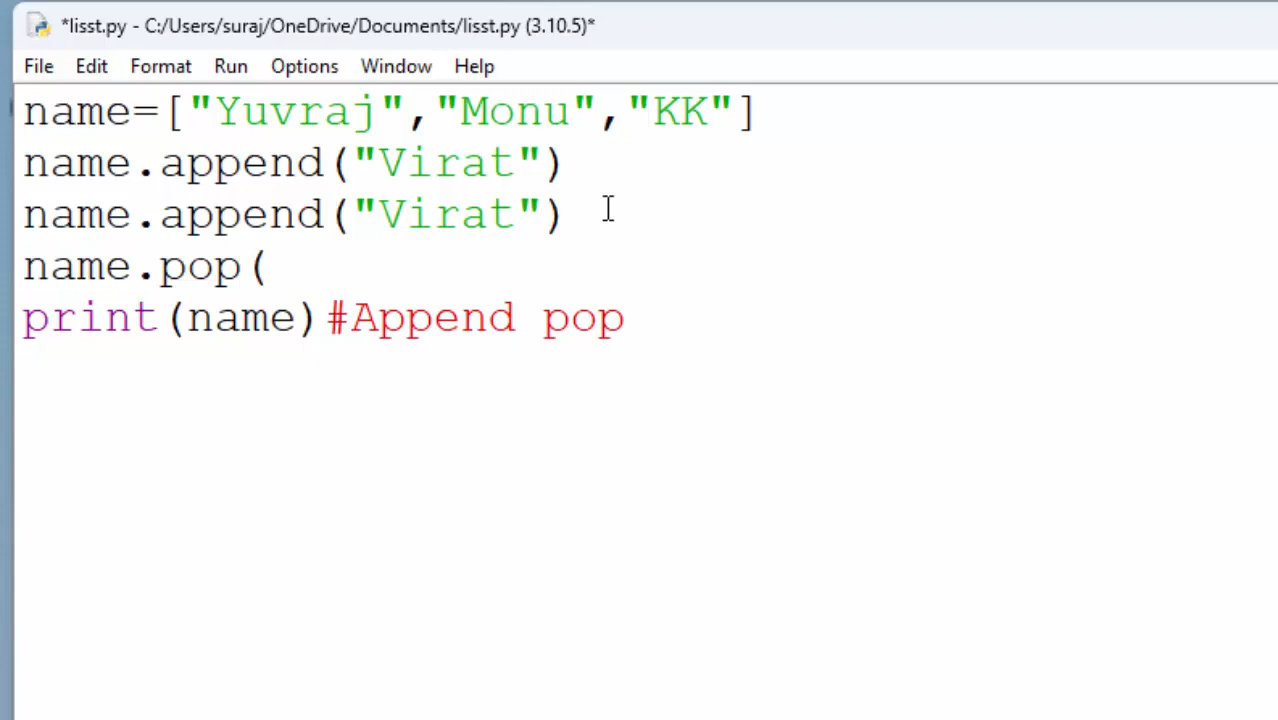 *lisst.py - C:/Users/suraj/OneDrive/Documents/lisst.py (3.10.5)*
File Edit Format Run Options Window Help
name=["Yuvraj","Monu","KK"]
name.append("Virat")
name.append("Virat")
name.pop(
print(name)#Append pop